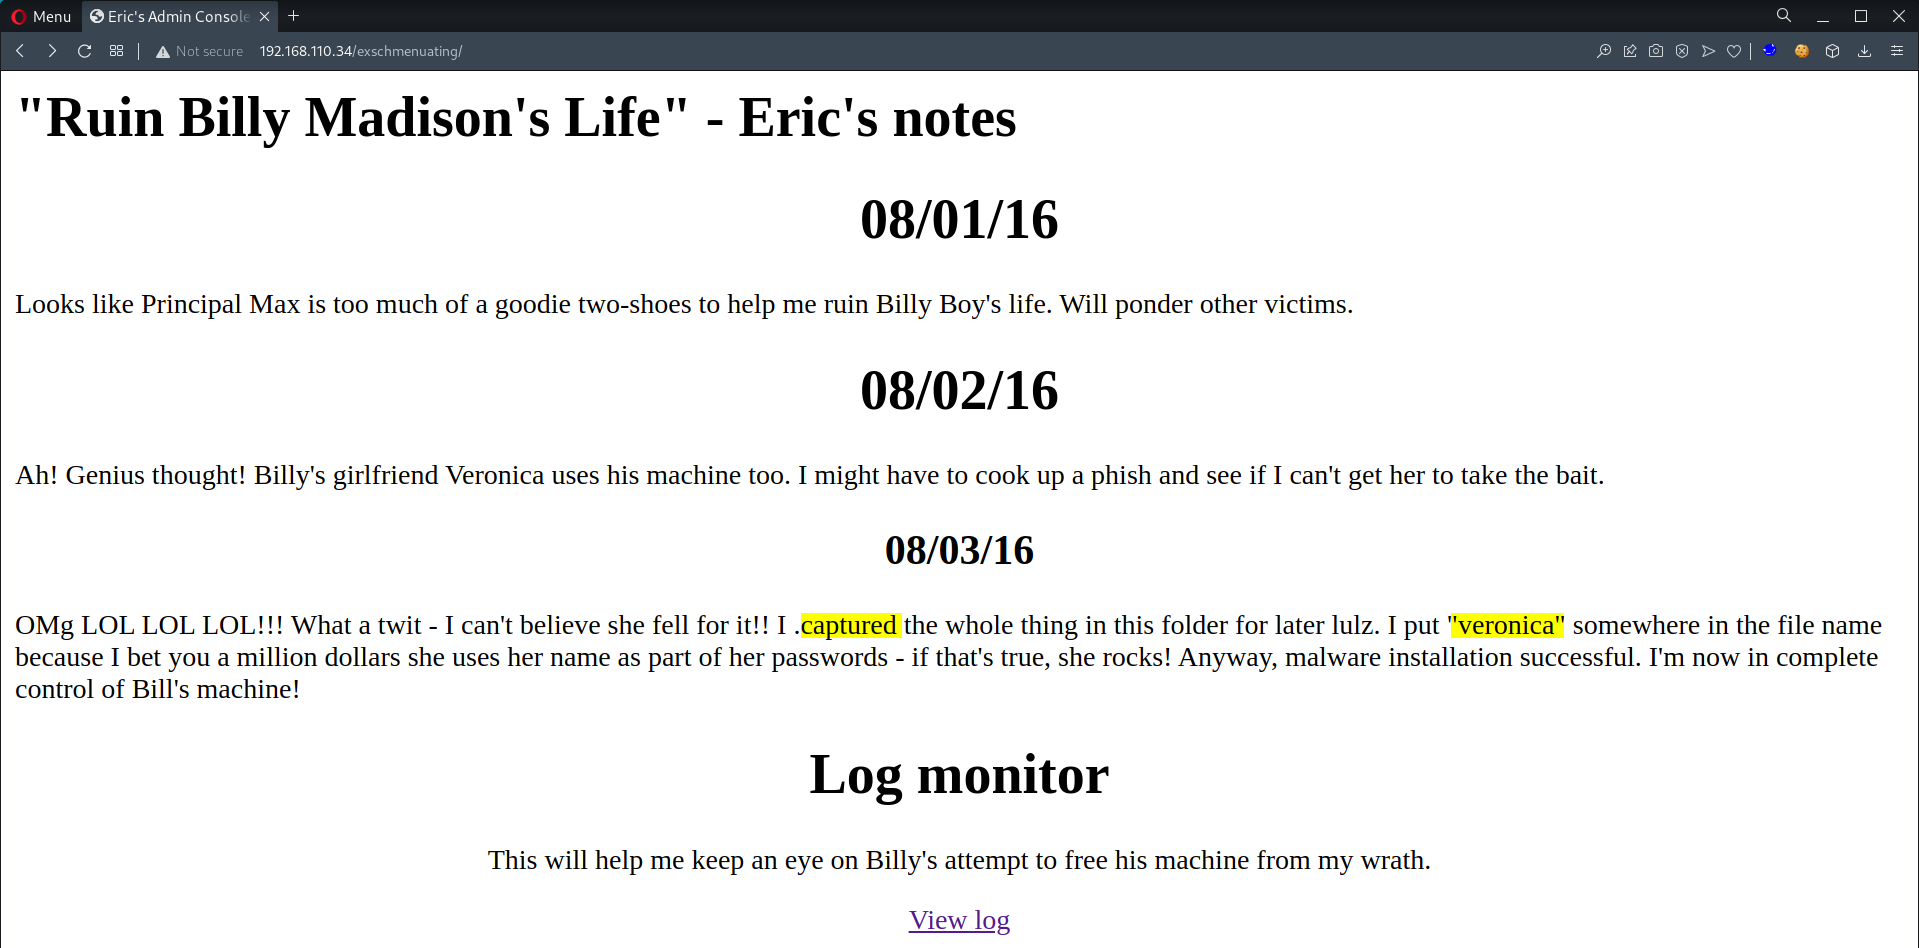 Menu
Eric's Admin Console
Not secure 192.168.110.34/exschmenuating/
"Ruin Billy Madison's Life" - Eric's notes
08/01/16
Looks like Principal Max is too much of a goodie two-shoes to help me ruin Billy Boy's life. Will ponder other victims.
08/02/16
Ah! Genius thought! Billy's girlfriend Veronica uses his machine too. I might have to cook up a phish and see if I can't get her to take the bait.
08/03/16
OMg LOL LOL LOL!!! What a twit - I can't believe she fell for it!! I .captured the whole thing in this folder for later lulz. I put "veronica" somewhere in the file name
because I bet you a million dollars she uses her name as part of her passwords - if that's true, she rocks! Anyway, malware installation successful. I'm now in complete
control of Bill's machine!
Log monitor
This will help me keep an eye on Billy's attempt to free his machine from my wrath.
View log